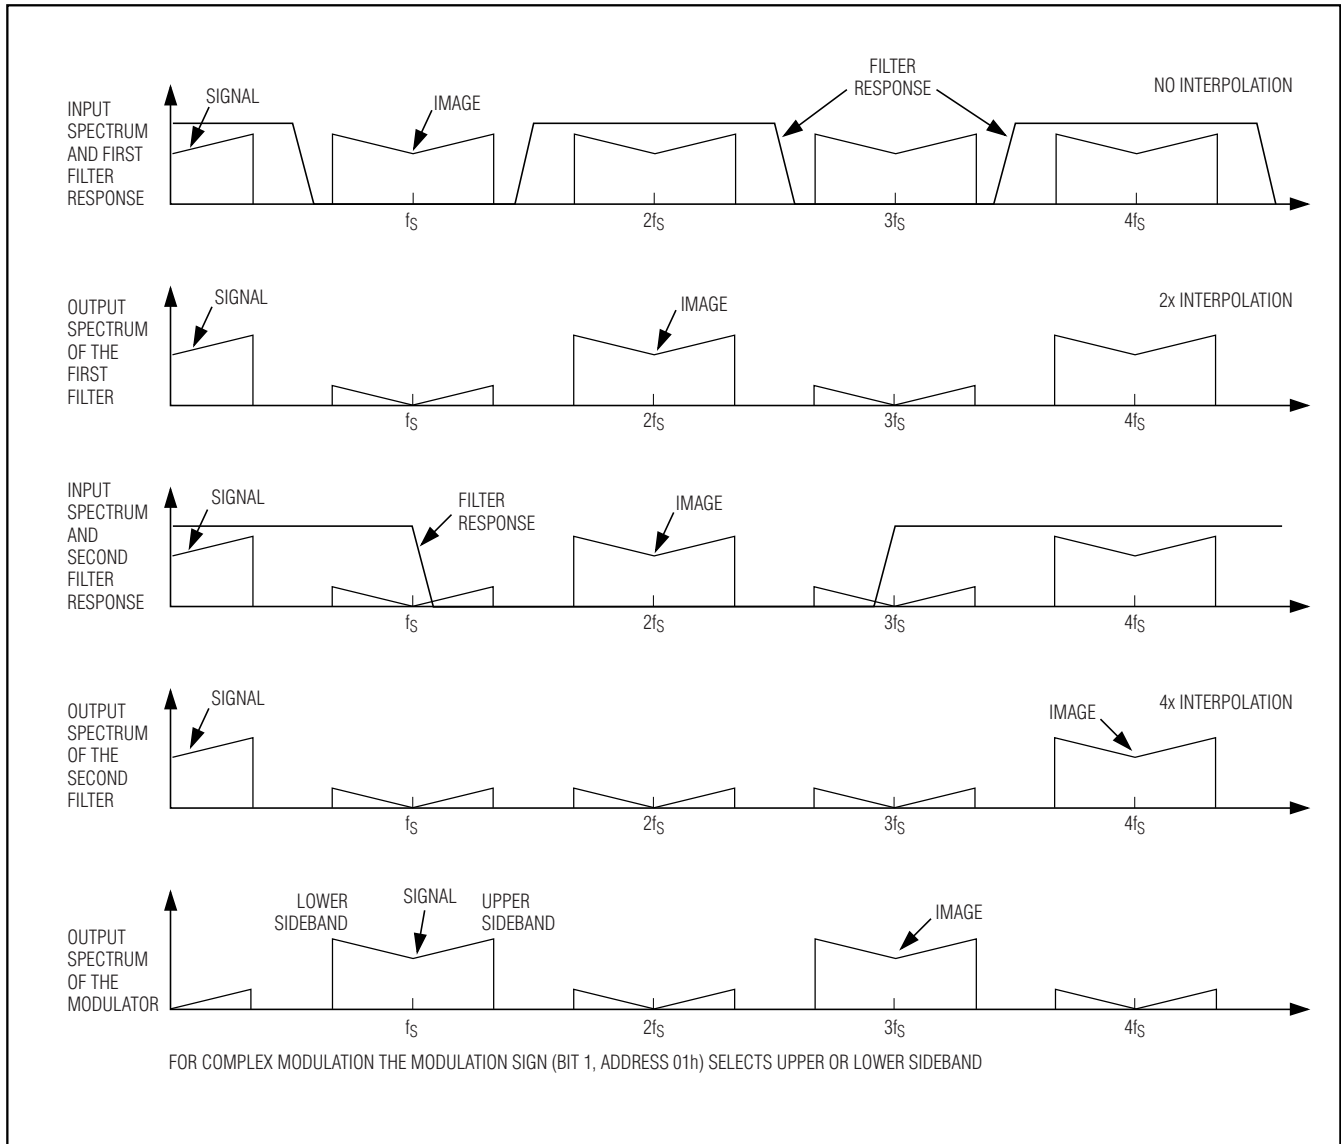 INPUT
SPECTRUM
AND FIRST
FILTER
RESPONSE
SIGNAL
IMAGE
FILTER
RESPONSE
NO INTERPOLATION
fS
2fS
3fS
4fS
OUTPUT
SPECTRUM
OF THE
FIRST
FILTER
SIGNAL
IMAGE
2x INTERPOLATION
fS
2fS
3fS
4fS
INPUT
SPECTRUM
AND
SECOND
FILTER
RESPONSE
SIGNAL
FILTER
RESPONSE
IMAGE
fS
2fS
3fS
4fS
OUTPUT
SPECTRUM
OF THE
SECOND
FILTER
SIGNAL
IMAGE
4x INTERPOLATION
fS
2fS
3fS
4fS
OUTPUT
SPECTRUM
OF THE
MODULATOR
LOWER
SIDEBAND
SIGNAL
UPPER
SIDEBAND
IMAGE
fS
2fS
3fS
4fS
FOR COMPLEX MODULATION THE MODULATION SIGN (BIT 1, ADDRESS 01h) SELECTS UPPER OR LOWER SIDEBAND